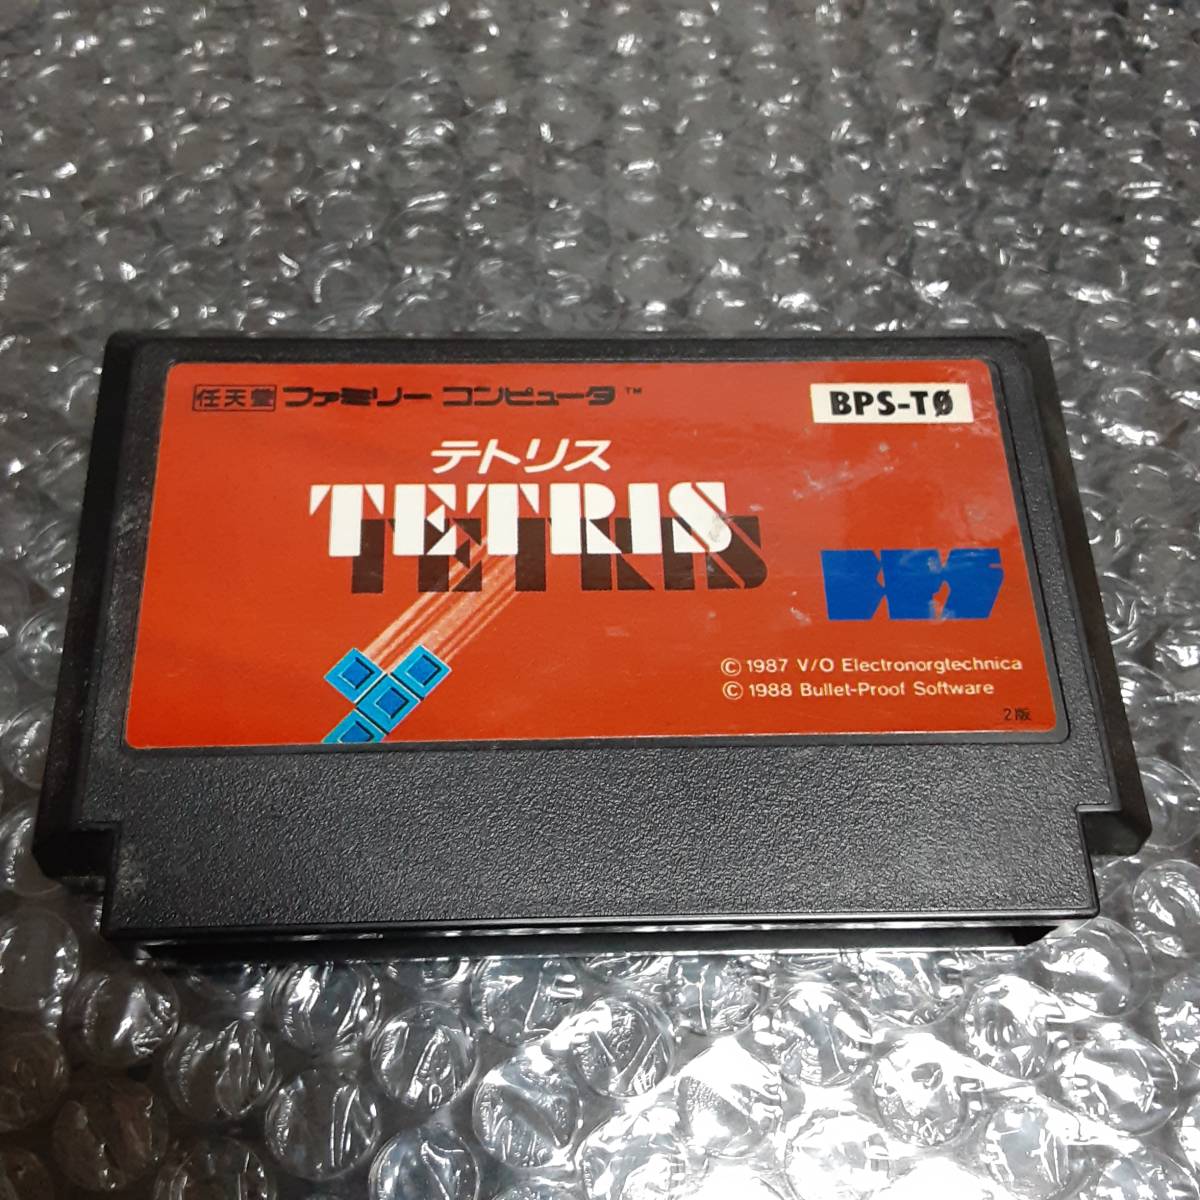 任天堂 ファミリー コンピュータ™
BPS-TØ
テトリス
TETRIS
TETRIS
BPS
© 1987 V/O Electronorgtechnica
© 1988 Bullet-Proof Software
2版